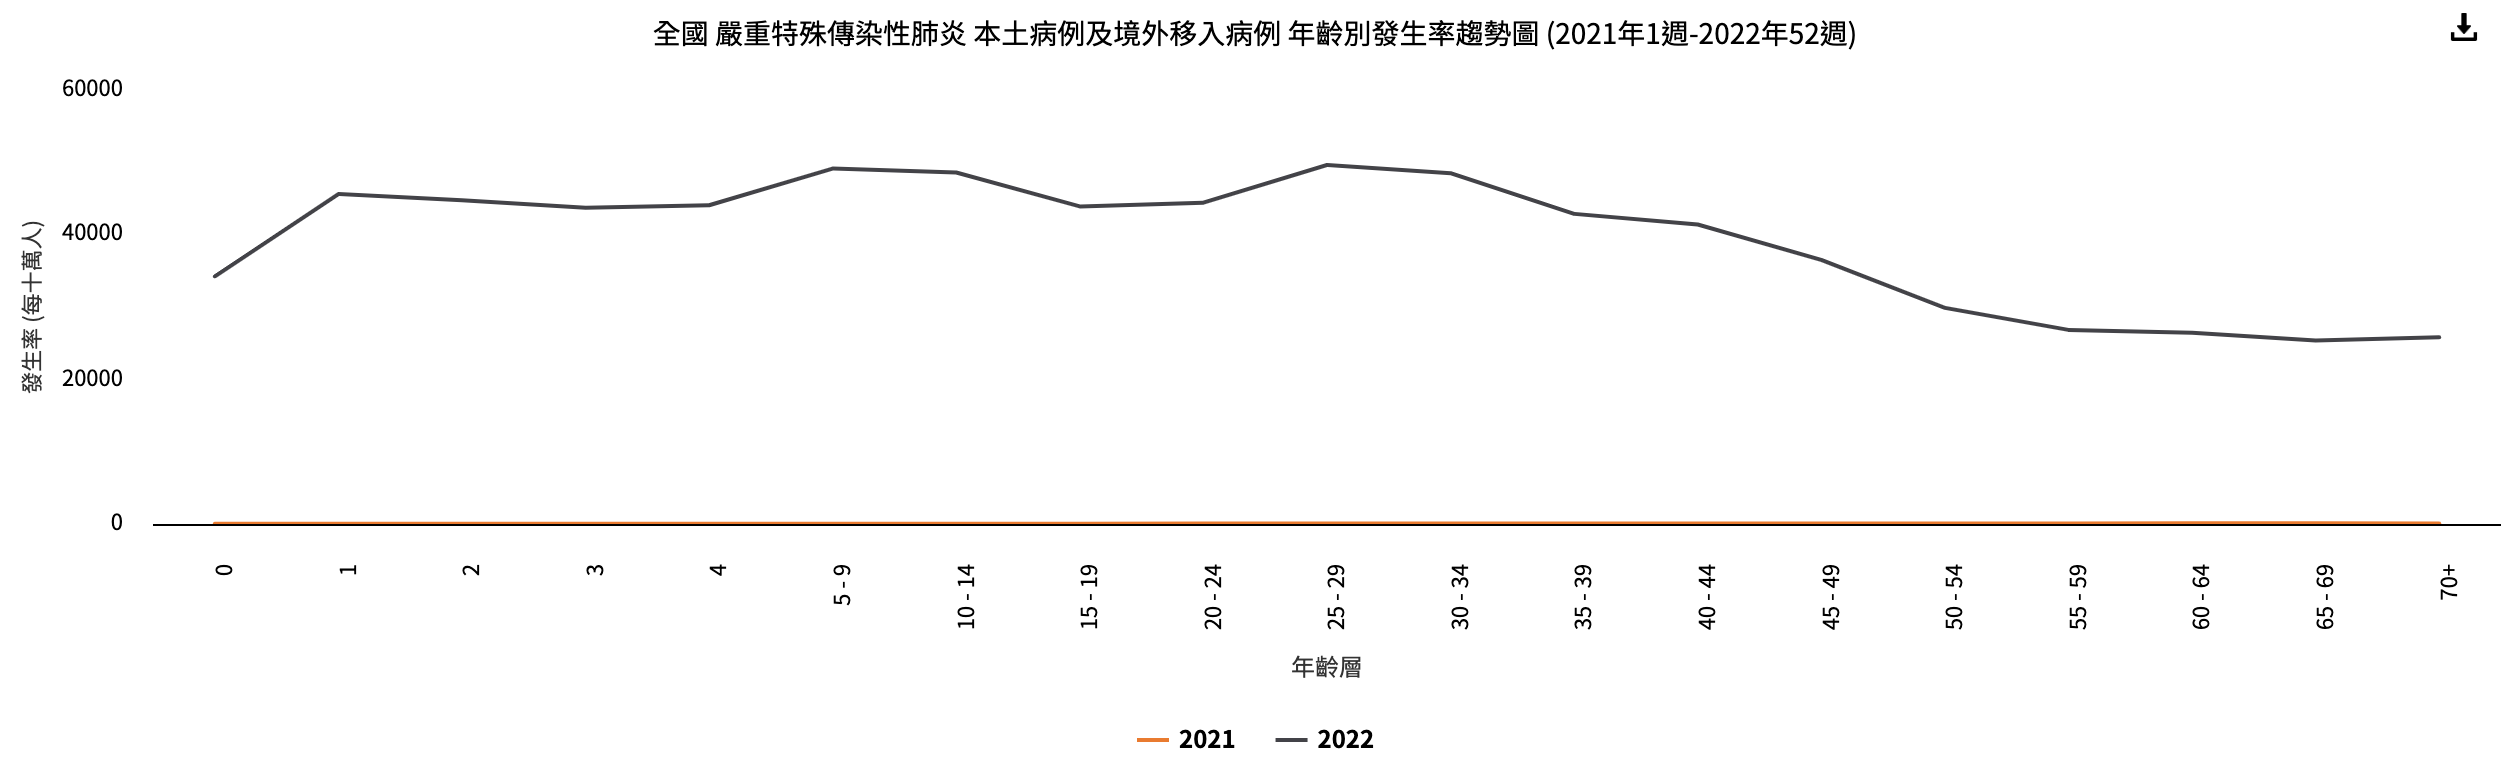 全國 嚴重特殊傳染性肺炎 本土病例及境外移入病例 年齡別發生率趨勢圖 (2021年1週-2022年52週)
60000
40000
20000
0
發生率 (每十萬人)
0
1
2
3
4
5 - 9
10 - 14
15 - 19
20 - 24
25 - 29
30 - 34
35 - 39
40 - 44
45 - 49
50 - 54
55 - 59
60 - 64
65 - 69
70+
年齡層
2021
2022